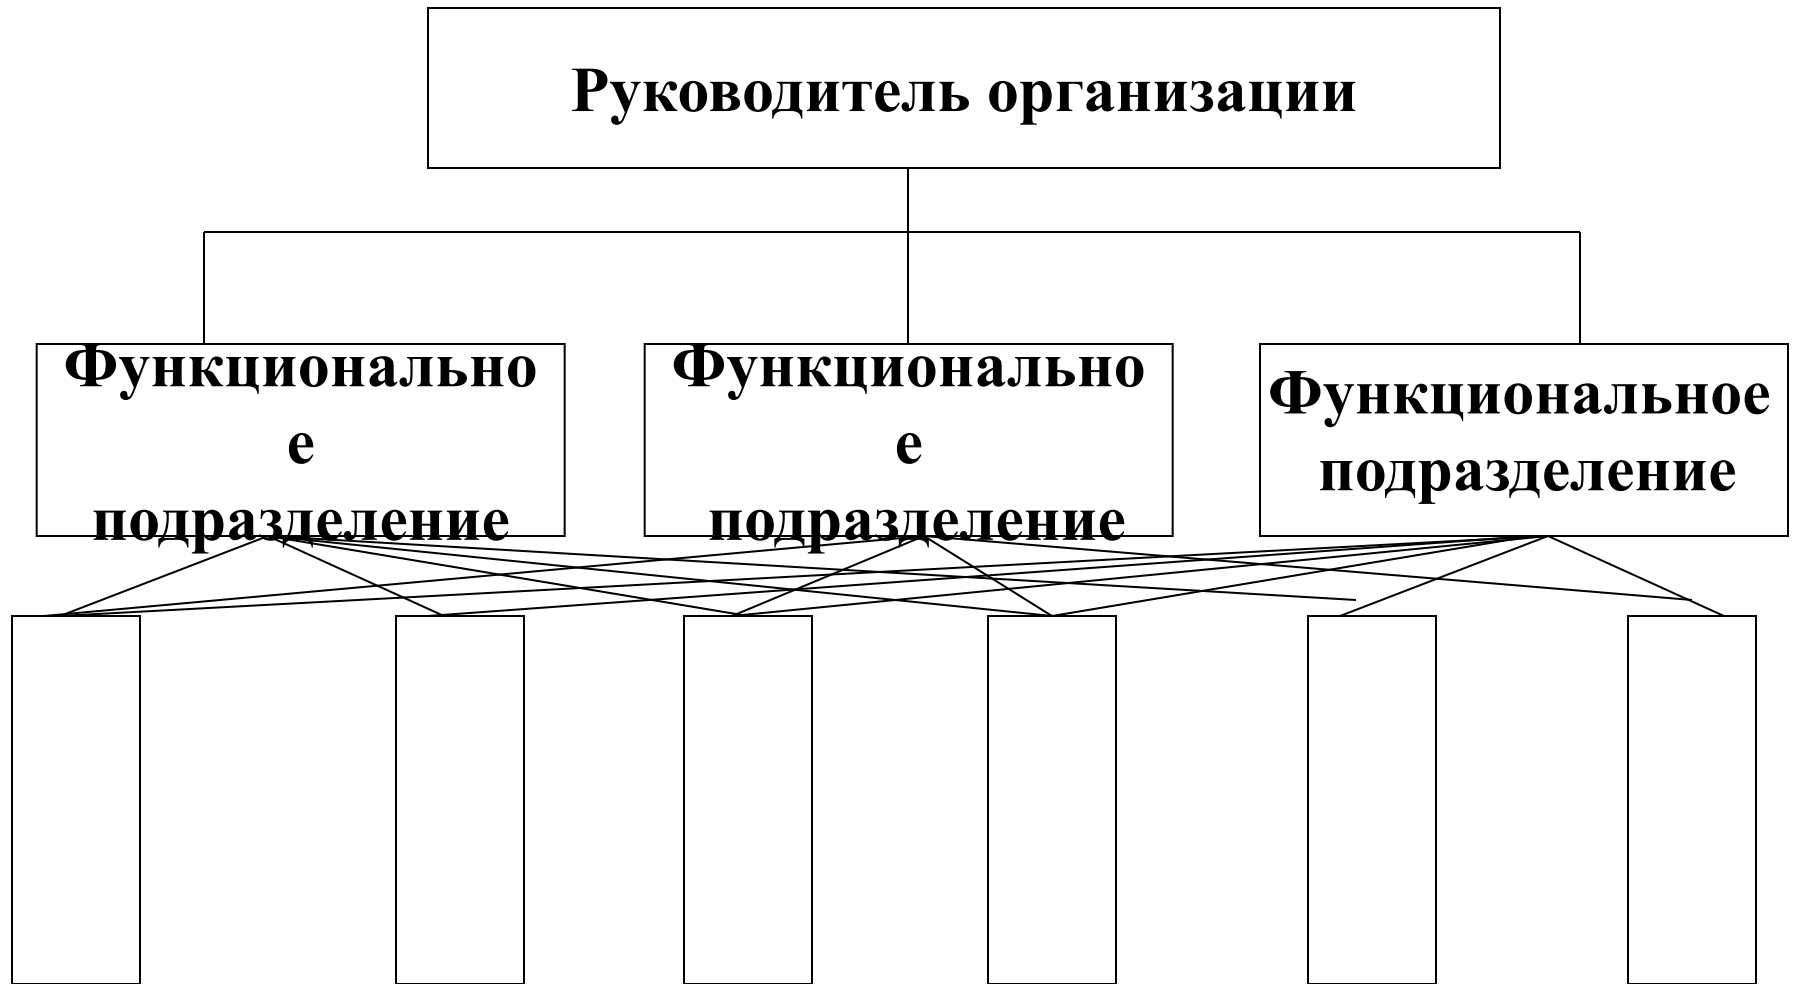 Руководитель организации
Функционально
е
подразделение
Функционально
е
подразделение
Функциональное
подразделение